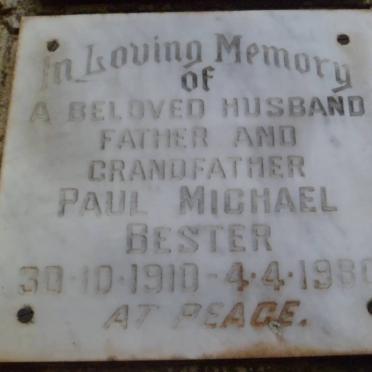 In Loving Memory
of
A BELOVED HUSBAND
FATHER AND
GRANDFATHER
PAUL MICHAEL
BESTER
30·10·1910 - 4·4·1980
AT PEACE.